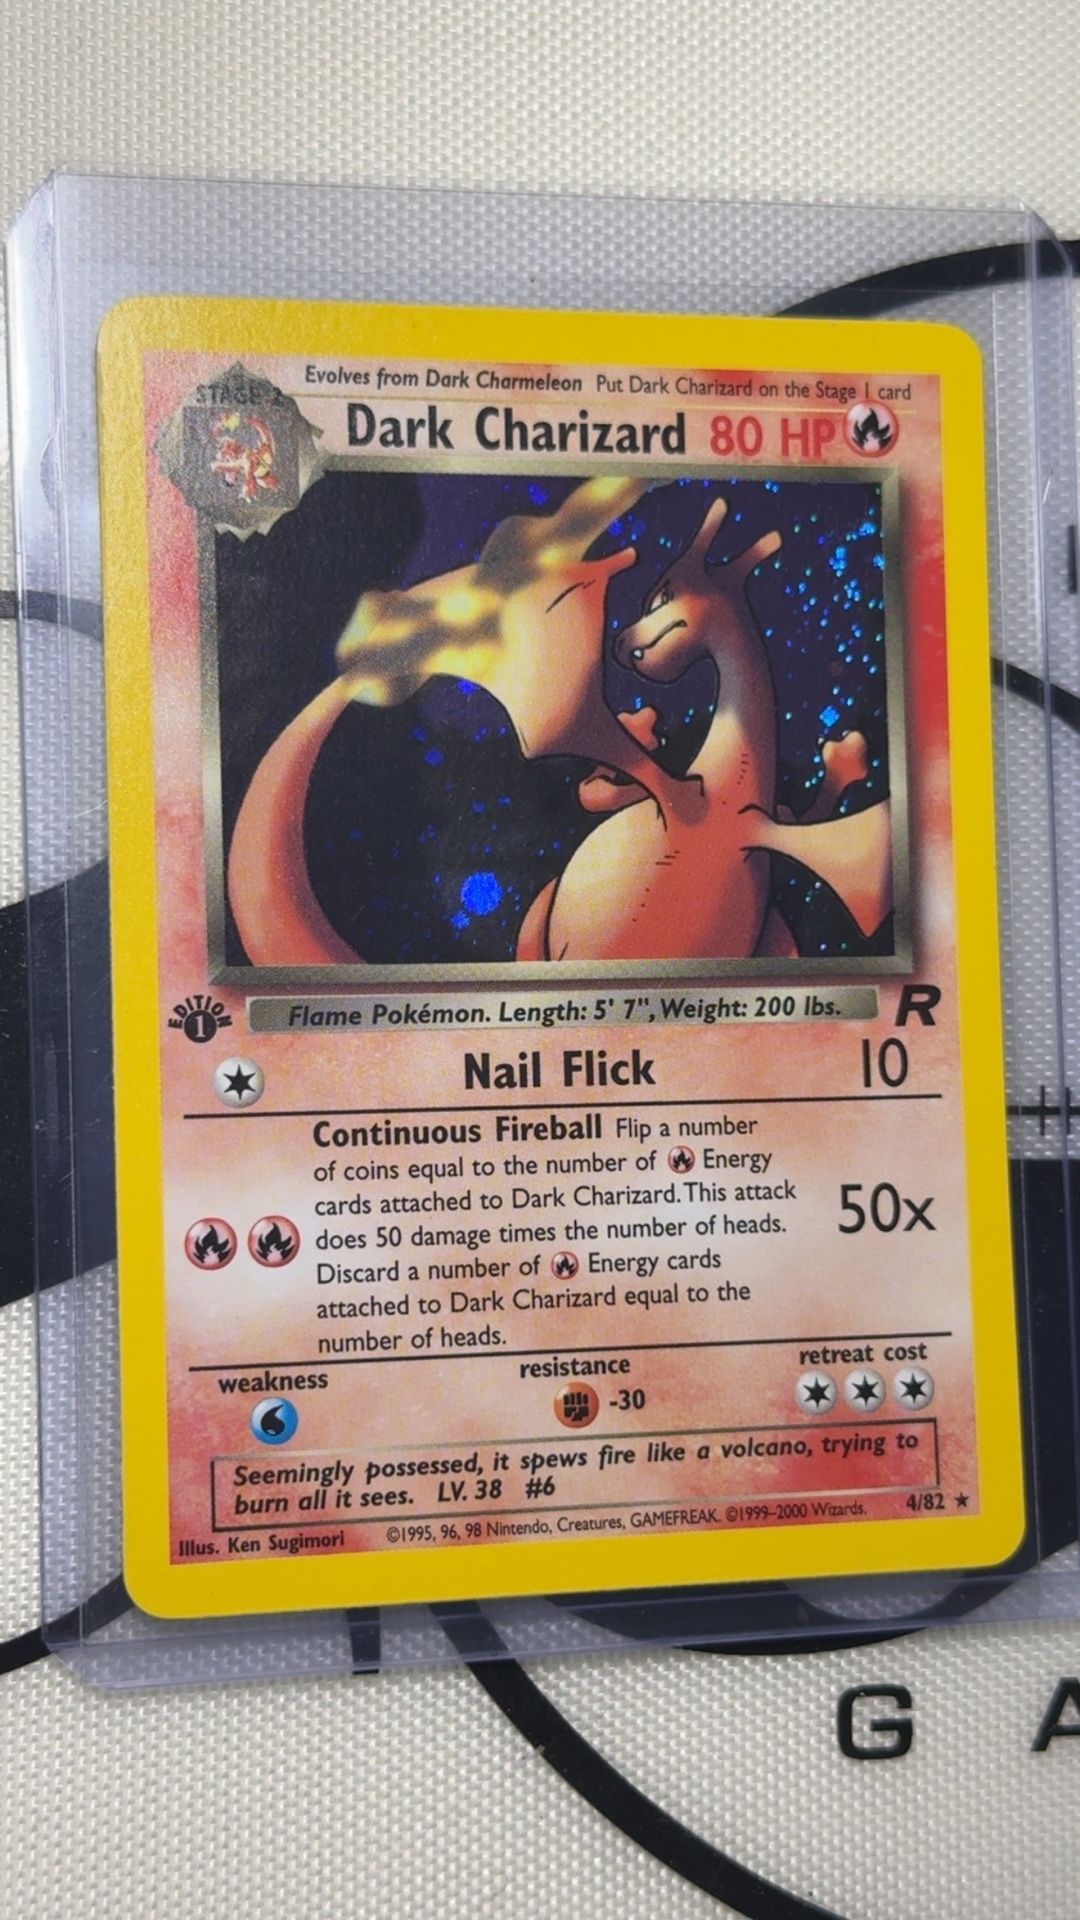 Evolves from Dark Charmeleon Put Dark Charizard on the Stage 1 card
STAGE 2
Dark Charizard 80 HP
EDITION 1
Flame Pokémon. Length: 5' 7", Weight: 200 lbs.
R
Nail Flick 10
Continuous Fireball Flip a number
of coins equal to the number of Energy
cards attached to Dark Charizard. This attack
does 50 damage times the number of heads.
Discard a number of Energy cards
attached to Dark Charizard equal to the
number of heads.
50x
weakness
resistance
retreat cost
-30
Seemingly possessed, it spews fire like a volcano, trying to
burn all it sees. LV. 38 #6
Illus. Ken Sugimori ©1995, 96, 98 Nintendo, Creatures, GAMEFREAK. ©1999-2000 Wizards. 4/82 ★
G A